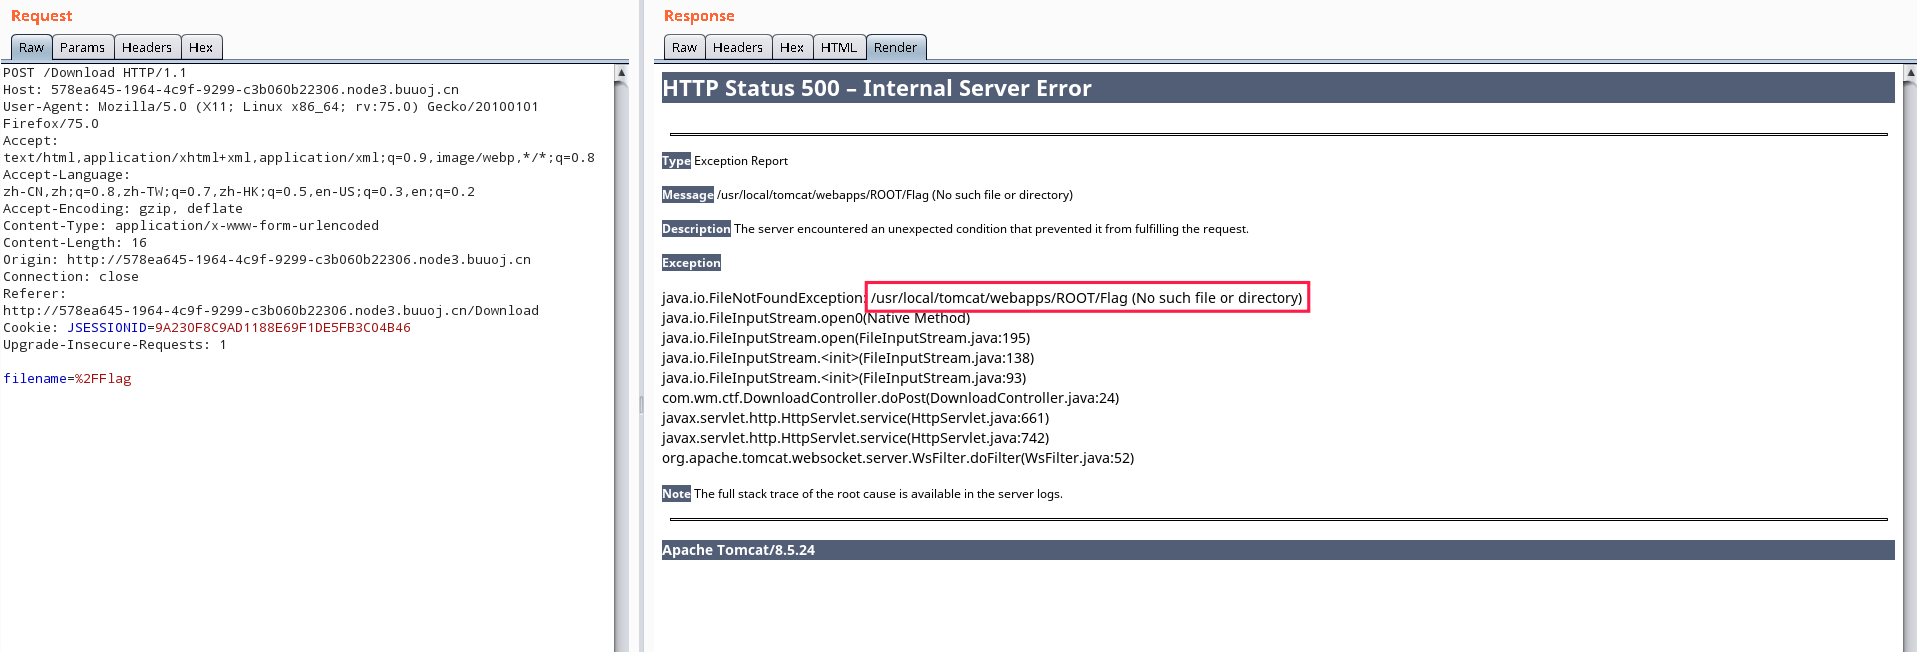 Request
Raw Params Headers Hex
POST /Download HTTP/1.1
Host: 578ea645-1964-4c9f-9299-c3b060b22306.node3.buuoj.cn
User-Agent: Mozilla/5.0 (X11; Linux x86_64; rv:75.0) Gecko/20100101
Firefox/75.0
Accept:
text/html,application/xhtml+xml,application/xml;q=0.9,image/webp,*/*;q=0.8
Accept-Language:
zh-CN,zh;q=0.8,zh-TW;q=0.7,zh-HK;q=0.5,en-US;q=0.3,en;q=0.2
Accept-Encoding: gzip, deflate
Content-Type: application/x-www-form-urlencoded
Content-Length: 16
Origin: http://578ea645-1964-4c9f-9299-c3b060b22306.node3.buuoj.cn
Connection: close
Referer:
http://578ea645-1964-4c9f-9299-c3b060b22306.node3.buuoj.cn/Download
Cookie: JSESSIONID=9A230F8C9AD1188E69F1DE5FB3C04B46
Upgrade-Insecure-Requests: 1
filename=%2FFlag
Response
Raw Headers Hex HTML Render
HTTP Status 500 – Internal Server Error
Type Exception Report
Message /usr/local/tomcat/webapps/ROOT/Flag (No such file or directory)
Description The server encountered an unexpected condition that prevented it from fulfilling the request.
Exception
java.io.FileNotFoundException: /usr/local/tomcat/webapps/ROOT/Flag (No such file or directory)
java.io.FileInputStream.open0(Native Method)
java.io.FileInputStream.open(FileInputStream.java:195)
java.io.FileInputStream.<init>(FileInputStream.java:138)
java.io.FileInputStream.<init>(FileInputStream.java:93)
com.wm.ctf.DownloadController.doPost(DownloadController.java:24)
javax.servlet.http.HttpServlet.service(HttpServlet.java:661)
javax.servlet.http.HttpServlet.service(HttpServlet.java:742)
org.apache.tomcat.websocket.server.WsFilter.doFilter(WsFilter.java:52)
Note The full stack trace of the root cause is available in the server logs.
Apache Tomcat/8.5.24